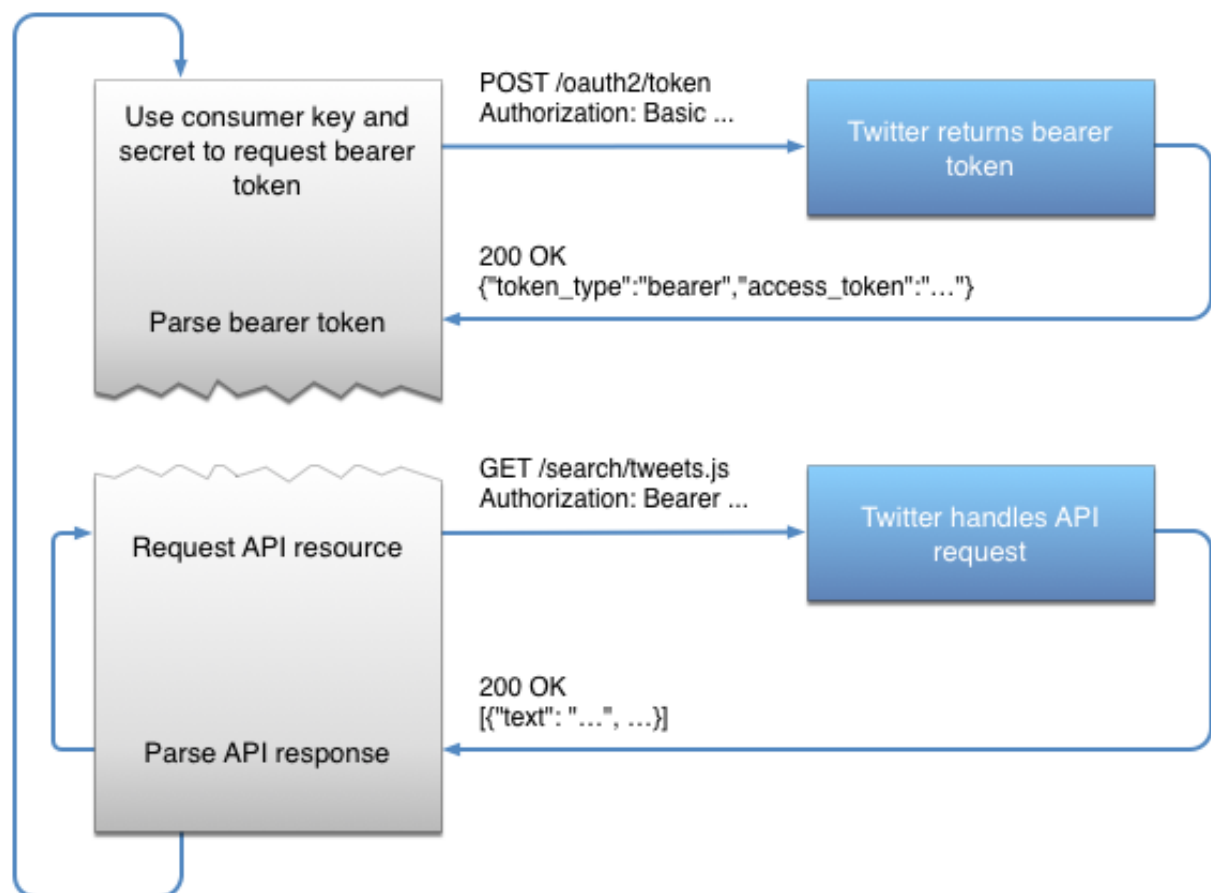 Use consumer key and
secret to request bearer
token
POST /oauth2/token
Authorization: Basic ...
Twitter returns bearer
token
200 OK
{"token_type":"bearer","access_token":"…"}
Parse bearer token
GET /search/tweets.js
Authorization: Bearer ...
Request API resource
Twitter handles API
request
200 OK
[{"text": "…", …}]
Parse API response